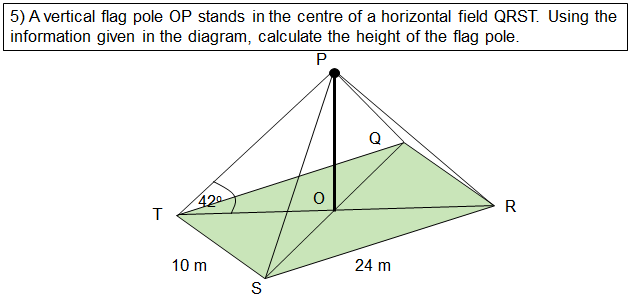 5) A vertical flag pole OP stands in the centre of a horizontal field QRST. Using the
information given in the diagram, calculate the height of the flag pole.
P
Q
42º
O
T
R
10 m
24 m
S